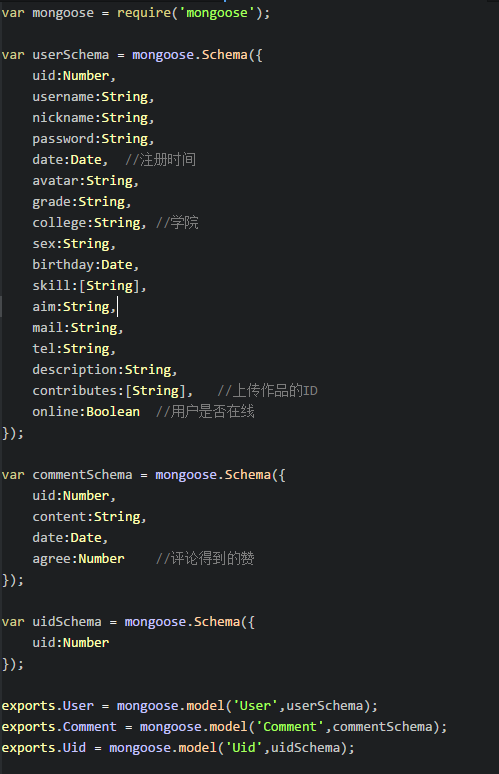 var mongoose = require('mongoose');
var userSchema = mongoose.Schema({
uid:Number,
username:String,
nickname:String,
password:String,
date:Date, //注册时间
avatar:String,
grade:String,
college:String, //学院
sex:String,
birthday:Date,
skill:[String],
aim:String,
mail:String,
tel:String,
description:String,
contributes:[String], //上传作品的ID
online:Boolean //用户是否在线
});
var commentSchema = mongoose.Schema({
uid:Number,
content:String,
date:Date,
agree:Number //评论得到的赞
});
var uidSchema = mongoose.Schema({
uid:Number
});
exports.User = mongoose.model('User',userSchema);
exports.Comment = mongoose.model('Comment',commentSchema);
exports.Uid = mongoose.model('Uid',uidSchema);